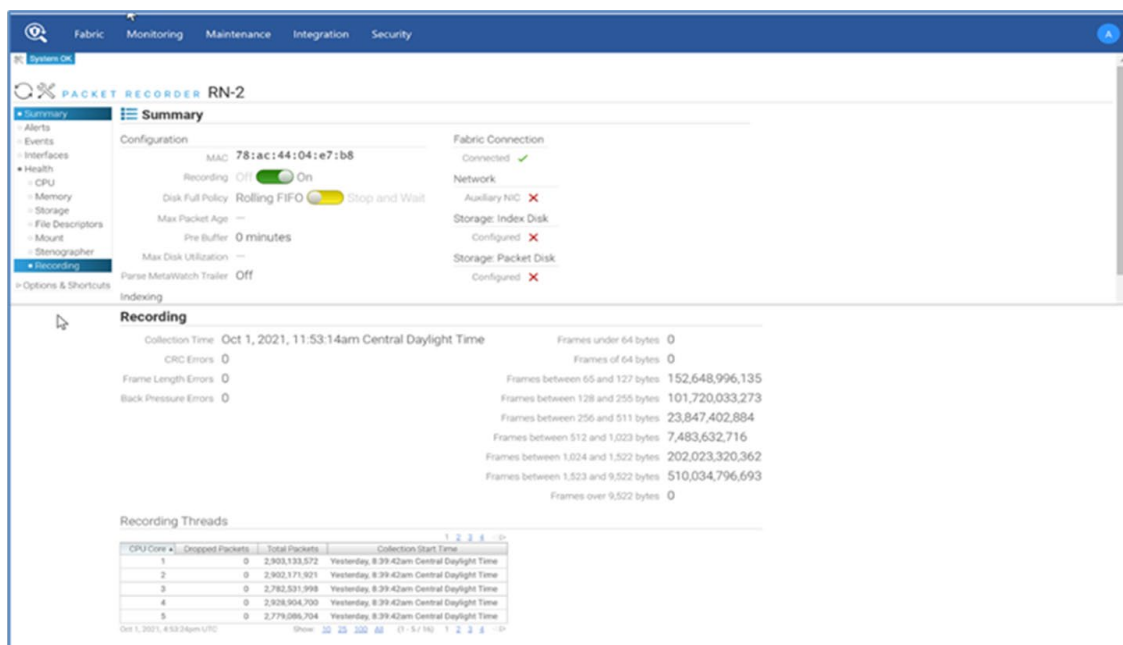 Fabric Monitoring Maintenance Integration Security A
System OK
PACKET RECORDER RN-2
Summary
Alerts
Events
Interfaces
Health
CPU
Memory
Storage
File Descriptors
Mount
Stenographer
Recording
Options & Shortcuts
Summary
Configuration
MAC 78:ac:44:04:e7:b8
Recording Off On
Disk Full Policy Rolling FIFO Stop and Wait
Max Packet Age —
Pre Buffer 0 minutes
Max Disk Utilization —
Parse MetaWatch Trailer Off
Indexing
Fabric Connection
Connected ✓
Network
Auxiliary NIC ✗
Storage: Index Disk
Configured ✗
Storage: Packet Disk
Configured ✗
Recording
Collection Time Oct 1, 2021, 11:53:14am Central Daylight Time
CRC Errors 0
Frame Length Errors 0
Back Pressure Errors 0
Frames under 64 bytes 0
Frames of 64 bytes 0
Frames between 65 and 127 bytes 152,648,996,135
Frames between 128 and 255 bytes 101,720,033,273
Frames between 256 and 511 bytes 23,847,402,884
Frames between 512 and 1,023 bytes 7,483,632,716
Frames between 1,024 and 1,522 bytes 202,023,320,362
Frames between 1,523 and 9,522 bytes 510,034,796,693
Frames over 9,522 bytes 0
Recording Threads
1 2 3 4
CPU Core Dropped Packets Total Packets Collection Start Time
1 0 2,903,133,572 Yesterday, 8:39:42am Central Daylight Time
2 0 2,902,171,921 Yesterday, 8:39:42am Central Daylight Time
3 0 2,782,531,998 Yesterday, 8:39:42am Central Daylight Time
4 0 2,928,904,700 Yesterday, 8:39:42am Central Daylight Time
5 0 2,779,086,704 Yesterday, 8:39:42am Central Daylight Time
Oct 1, 2021, 4:53:24pm UTC Show: 10 25 100 All (1 - 5 / 16) 1 2 3 4